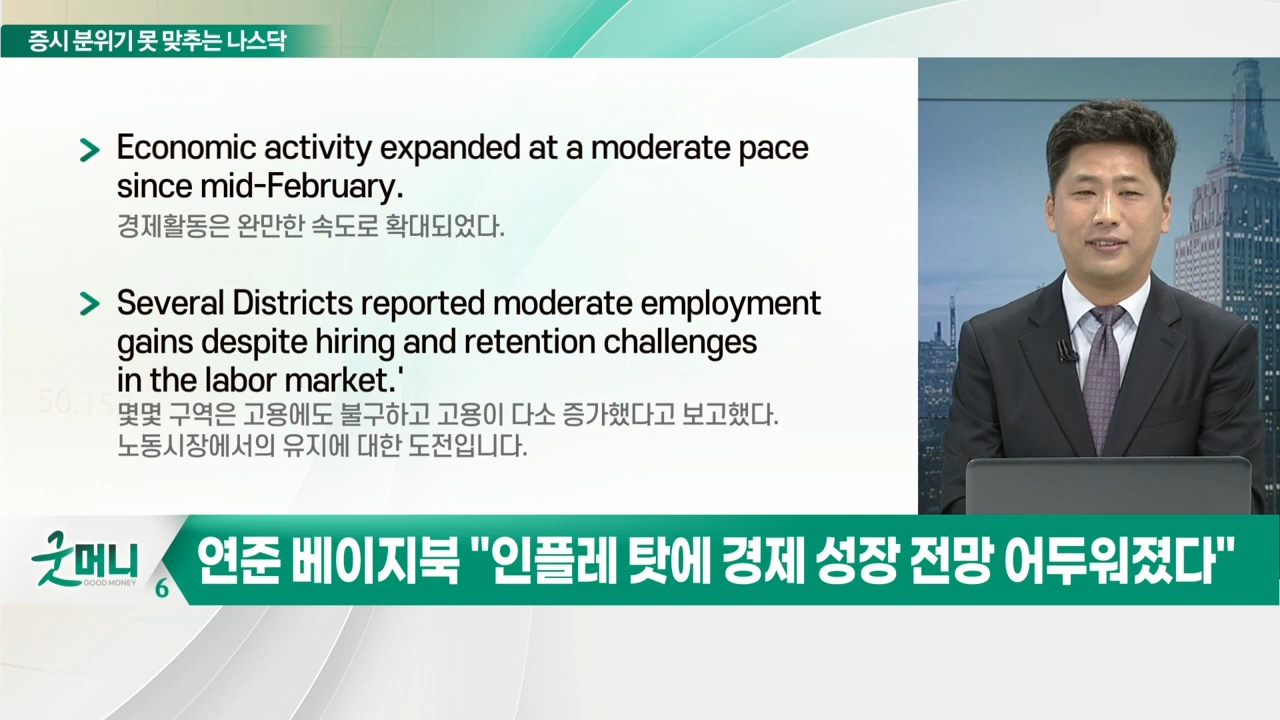 증시 분위기 못 맞추는 나스닥
Economic activity expanded at a moderate pace
since mid-February.
경제활동은 완만한 속도로 확대되었다.
Several Districts reported moderate employment
gains despite hiring and retention challenges
in the labor market.'
몇몇 구역은 고용에도 불구하고 고용이 다소 증가했다고 보고했다.
노동시장에서의 유지에 대한 도전입니다.
굿머니
GOOD MONEY
6
연준 베이지북 "인플레 탓에 경제 성장 전망 어두워졌다"